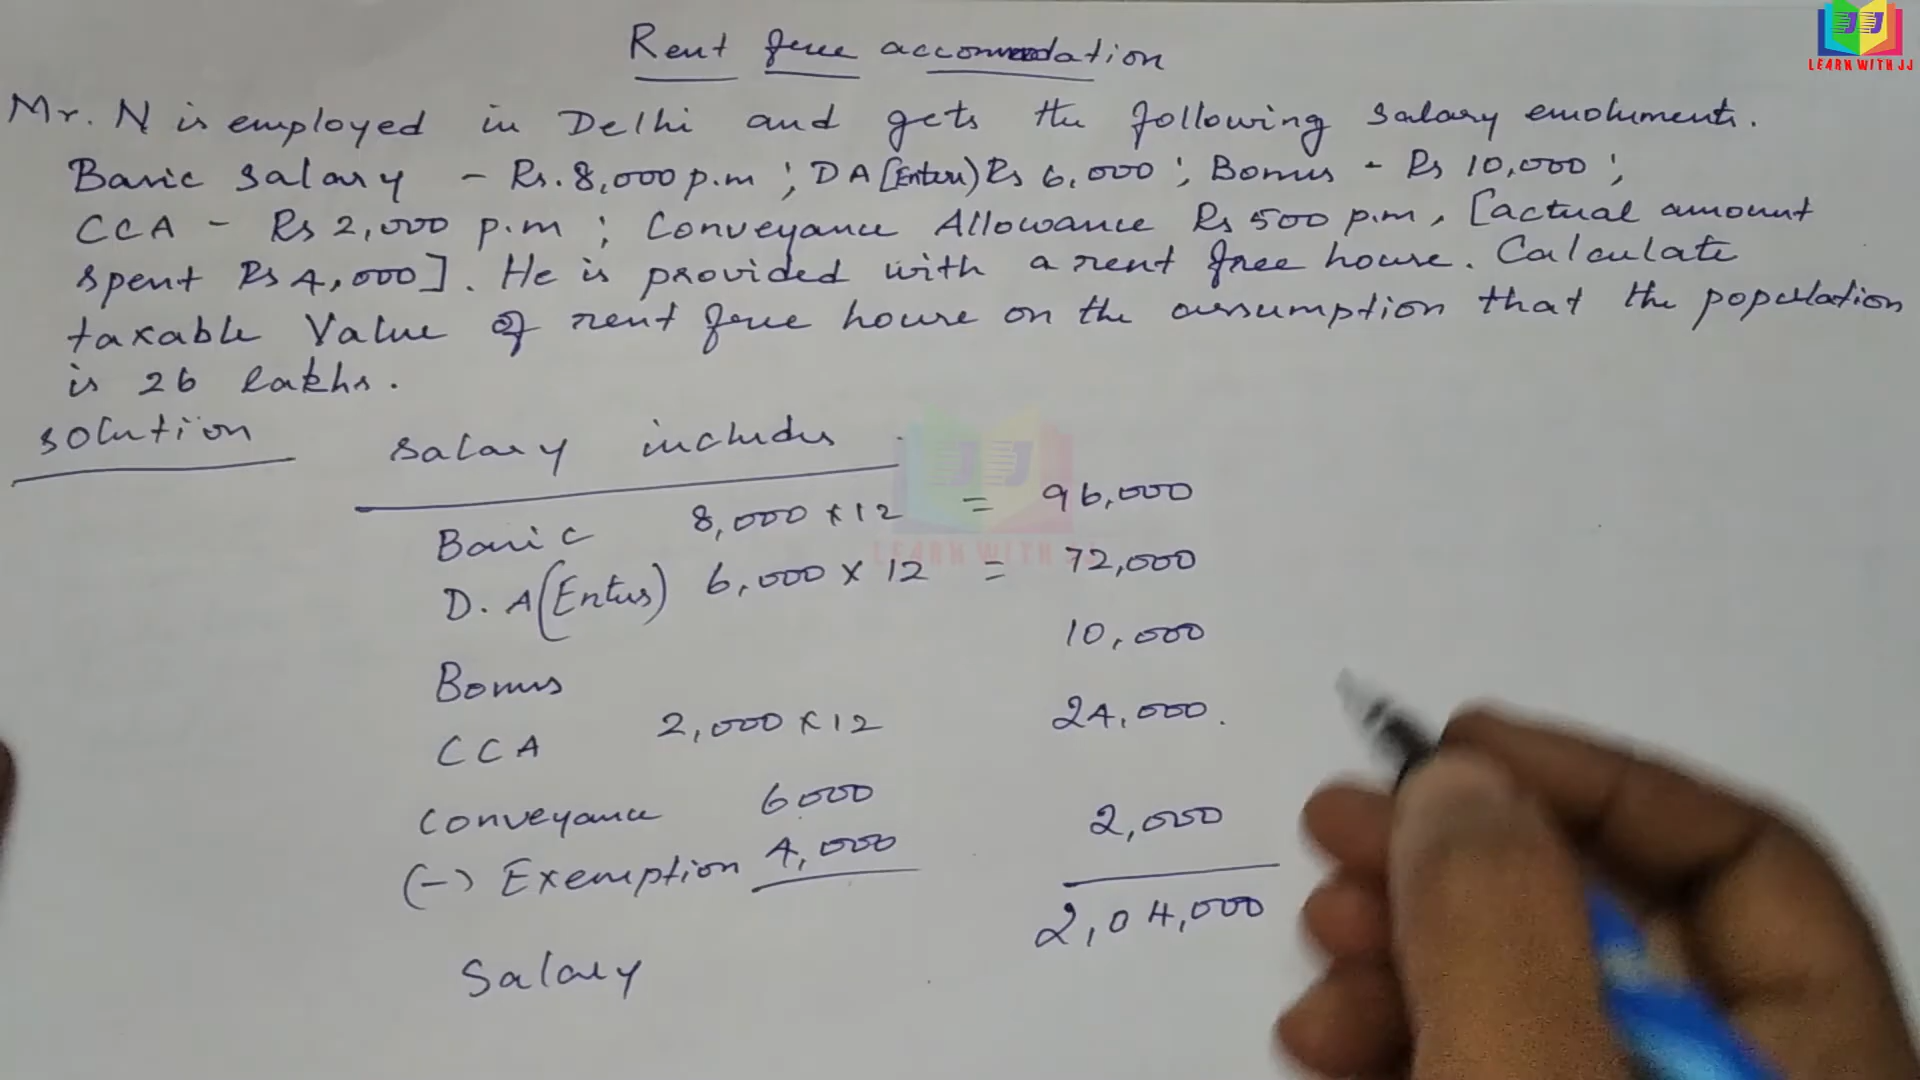 Rent free accommodation
LEARN WITH JJ
Mr. N is employed in Delhi and gets the following salary emoluments.
Basic salary - Rs. 8,000 p.m ; DA (Enters) Rs 6,000 ; Bonus - Rs 10,000 ;
CCA - Rs 2,000 p.m ; Conveyance Allowance Rs 500 p.m, [actual amount
spent Rs 4,000]. He is provided with a rent free house. Calculate
taxable Value of rent free house on the assumption that the population
is 26 lakhs.
Solution
Salary includes
Basic 8,000 x 12 = 96,000
D.A (Enters) 6,000 x 12 = 72,000
Bonus 10,000
CCA 2,000 x 12 24,000.
Conveyance 6000
(-) Exemption 4,000 2,000
Salary 2,04,000
LEARN WITH JJ